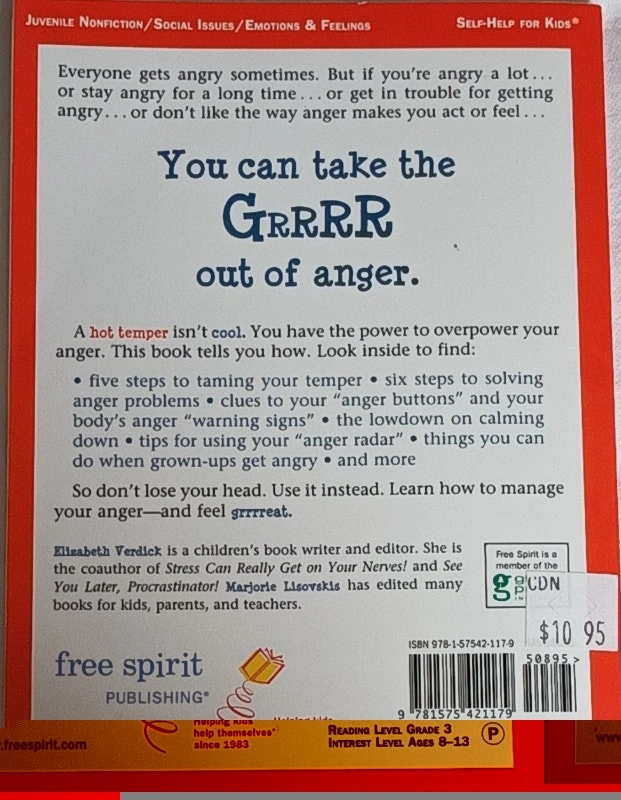 JUVENILE NONFICTION/SOCIAL ISSUES/EMOTIONS & FEELINGS
SELF-HELP FOR KIDS®
Everyone gets angry sometimes. But if you're angry a lot...
or stay angry for a long time...or get in trouble for getting
angry...or don't like the way anger makes you act or feel...
You can take the
GRRRR
out of anger.
A hot temper isn't cool. You have the power to overpower your
anger. This book tells you how. Look inside to find:
• five steps to taming your temper • six steps to solving
anger problems • clues to your "anger buttons" and your
body's anger "warning signs" • the lowdown on calming
down • tips for using your "anger radar" • things you can
do when grown-ups get angry • and more
So don't lose your head. Use it instead. Learn how to manage
your anger—and feel grrrreat.
Elizabeth Verdick is a children's book writer and editor. She is
the coauthor of Stress Can Really Get on Your Nerves! and See
You Later, Procrastinator! Marjorie Lisovskis has edited many
books for kids, parents, and teachers.
Free Spirit is a
member of the
CDN
$10 95
ISBN 978-1-57542-117-9
50895>
9 781575 421179
free spirit
PUBLISHING®
Helping kids
help themselves®
since 1983
.freespirit.com
READING LEVEL GRADE 3
INTEREST LEVEL AGES 8–13
P
www